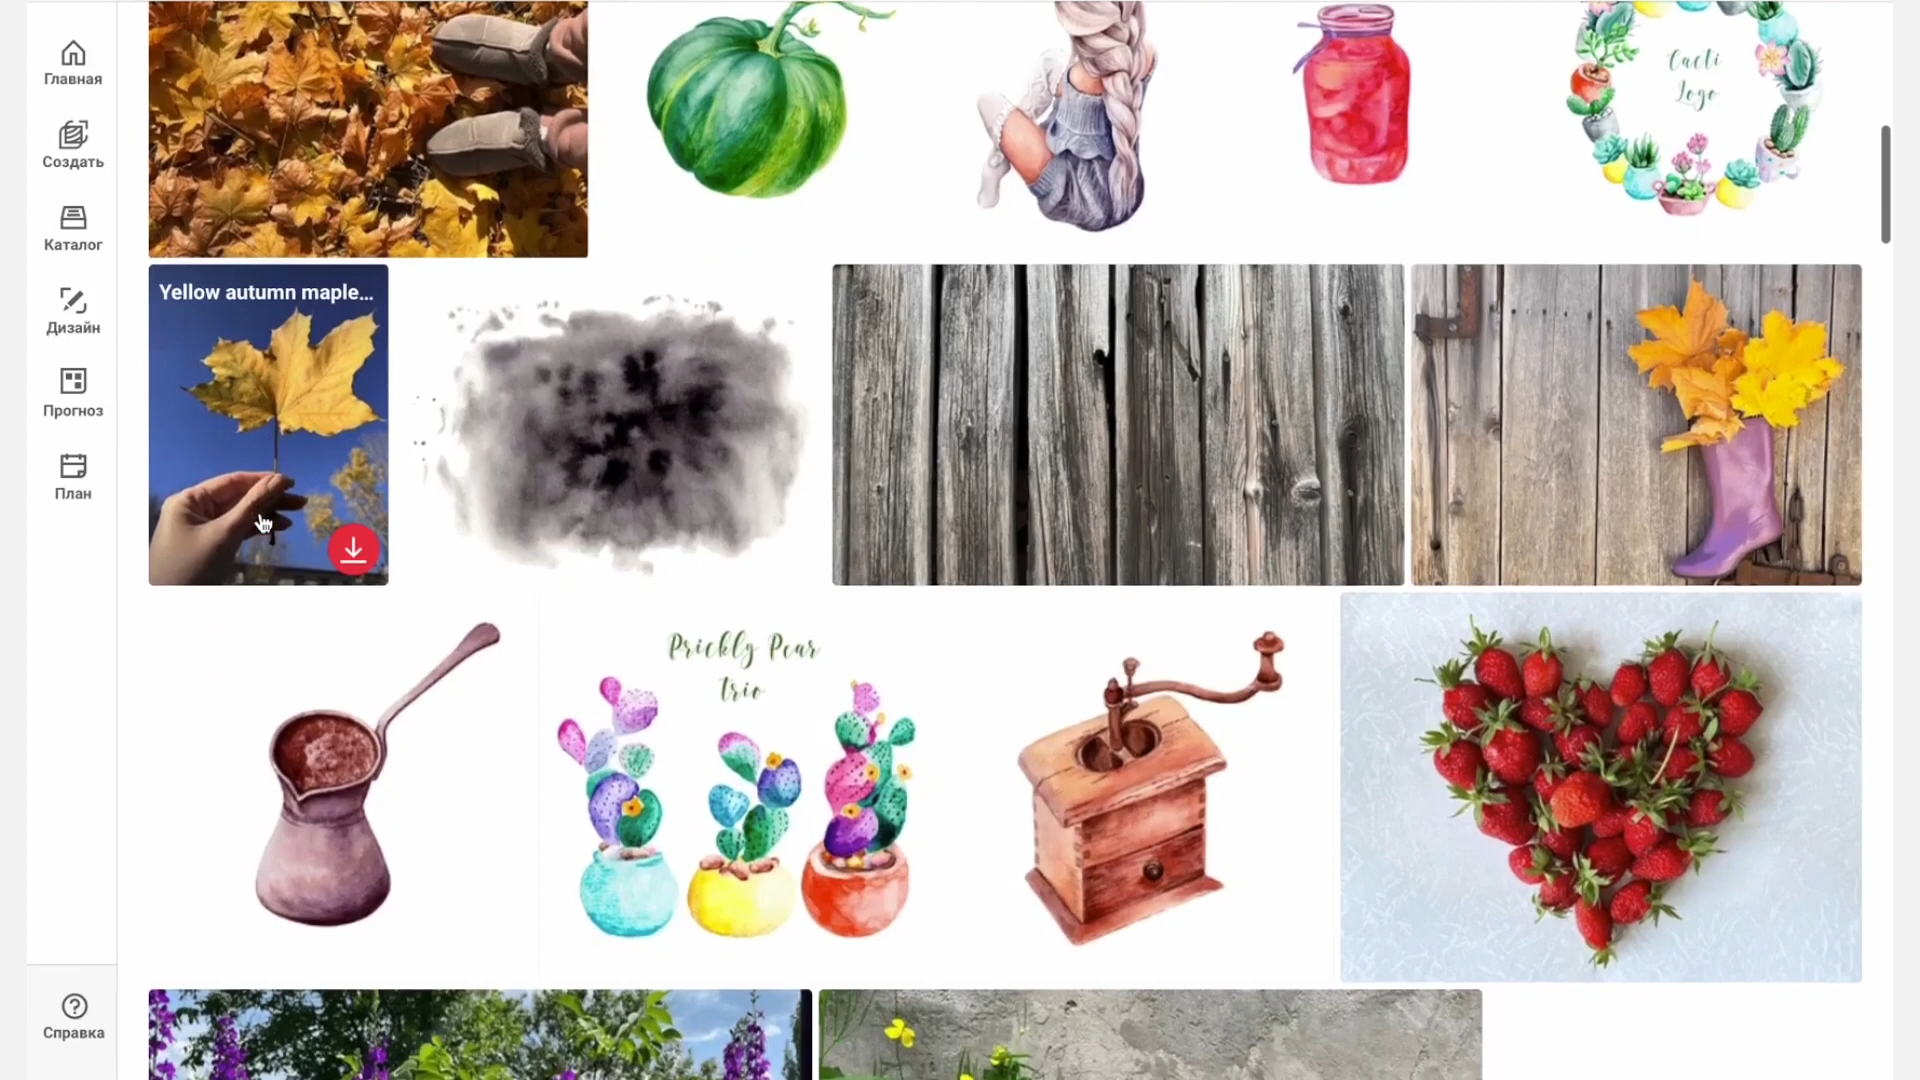 Главная
Создать
Каталог
Дизайн
Прогноз
План
Справка
Cacti
Logo
Yellow autumn maple...
Prickly Pear
trio